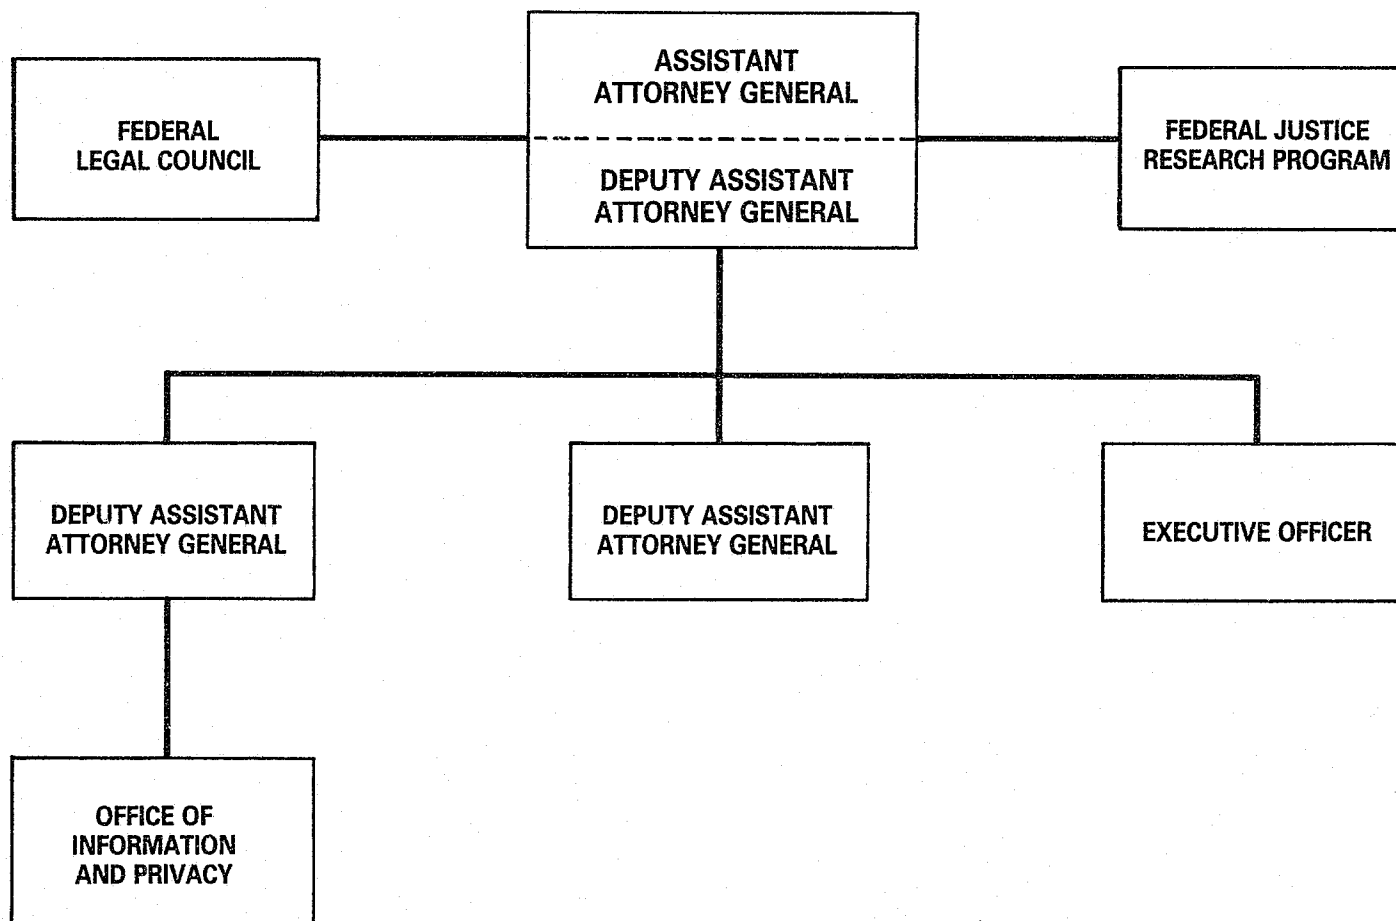 ASSISTANT
ATTORNEY GENERAL
DEPUTY ASSISTANT
ATTORNEY GENERAL
FEDERAL
LEGAL COUNCIL
FEDERAL JUSTICE
RESEARCH PROGRAM
DEPUTY ASSISTANT
ATTORNEY GENERAL
DEPUTY ASSISTANT
ATTORNEY GENERAL
EXECUTIVE OFFICER
OFFICE OF
INFORMATION
AND PRIVACY